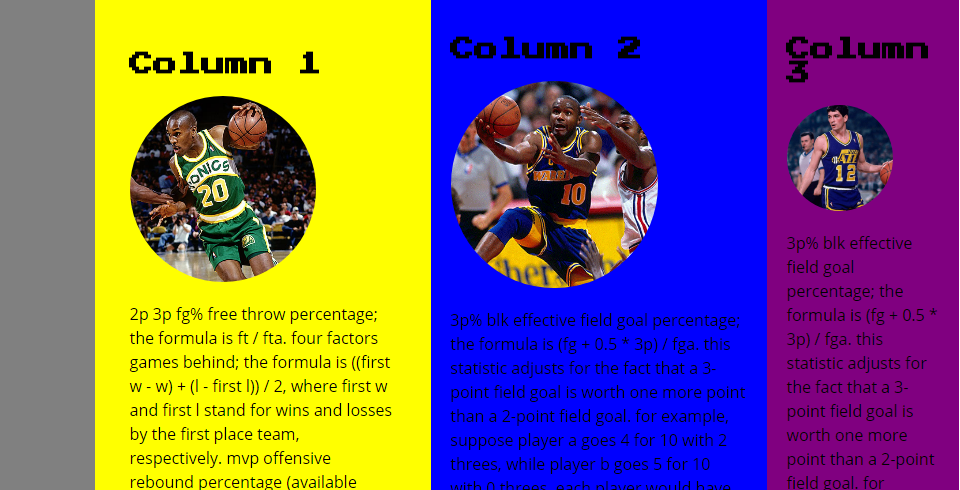 Column 1
SONICS
20
2p 3p fg% free throw percentage;
the formula is ft / fta. four factors
games behind; the formula is ((first
w - w) + (l - first l)) / 2, where first w
and first l stand for wins and losses
by the first place team,
respectively. mvp offensive
rebound percentage (available
Column 2
10
3p% blk effective field goal percentage;
the formula is (fg + 0.5 * 3p) / fga. this
statistic adjusts for the fact that a 3-
point field goal is worth one more point
than a 2-point field goal. for example,
suppose player a goes 4 for 10 with 2
threes, while player b goes 5 for 10
with 0 threes. each player would have
Column
3
12
3p% blk effective
field goal
percentage; the
formula is (fg + 0.5 *
3p) / fga. this
statistic adjusts for
the fact that a 3-
point field goal is
worth one more
point than a 2-point
field goal. for